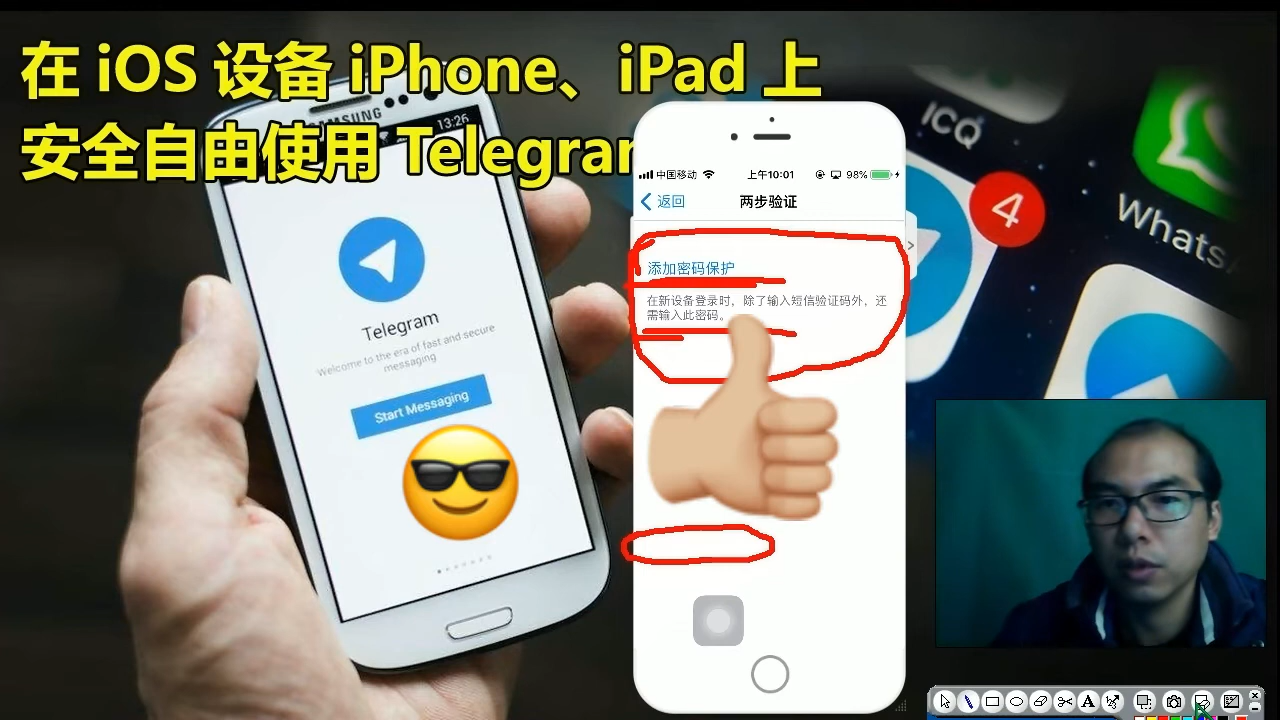 在 iOS 设备 iPhone、iPad 上
安全自由使用 Telegram
SAMSUNG
13:26
Telegram
Welcome to the era of fast and secure
messaging
Start Messaging
中国移动
上午10:01
98%
返回
两步验证
添加密码保护
在新设备登录时，除了输入短信验证码外，还
需输入此密码。
ICQ
4
WhatsA
A